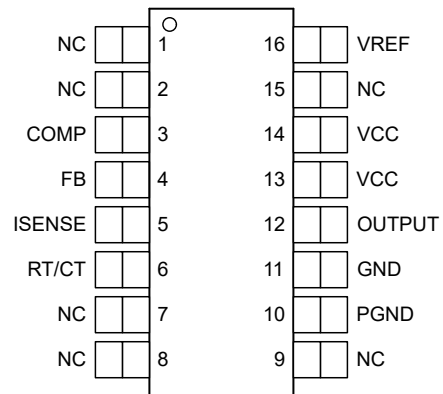 NC 1 16 VREF
NC 2 15 NC
COMP 3 14 VCC
FB 4 13 VCC
ISENSE 5 12 OUTPUT
RT/CT 6 11 GND
NC 7 10 PGND
NC 8 9 NC